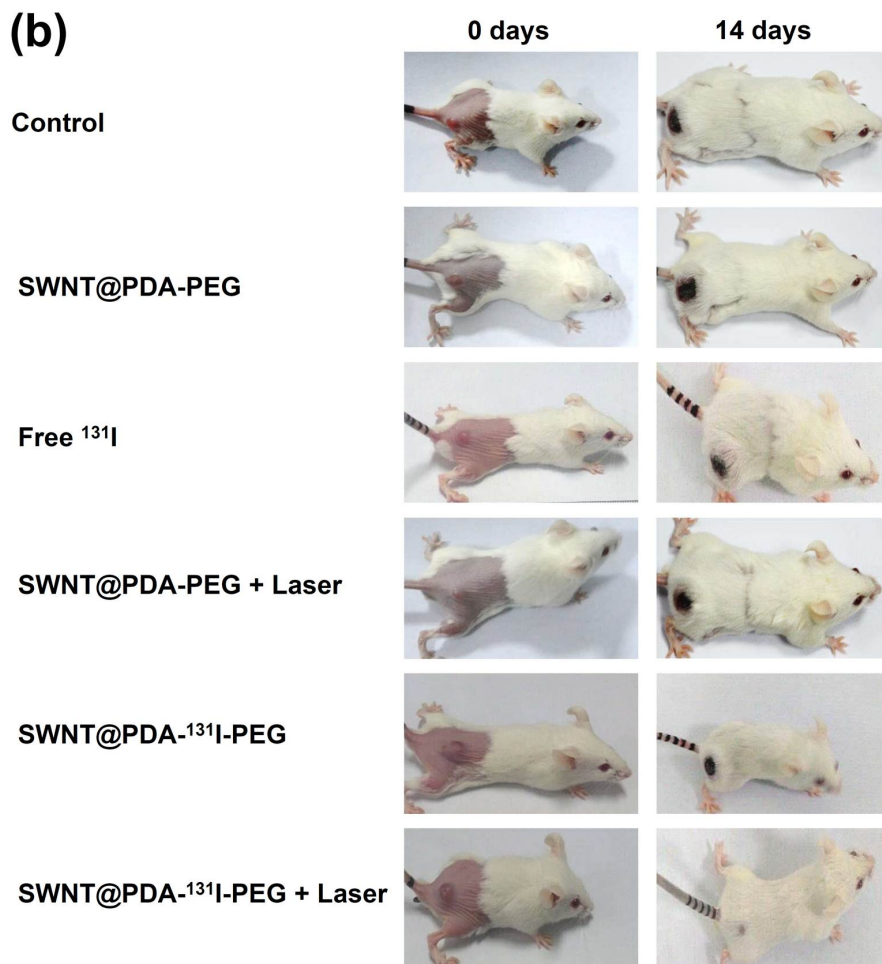 (b)
0 days 14 days
Control
SWNT@PDA-PEG
Free ¹³¹I
SWNT@PDA-PEG + Laser
SWNT@PDA-¹³¹I-PEG
SWNT@PDA-¹³¹I-PEG + Laser